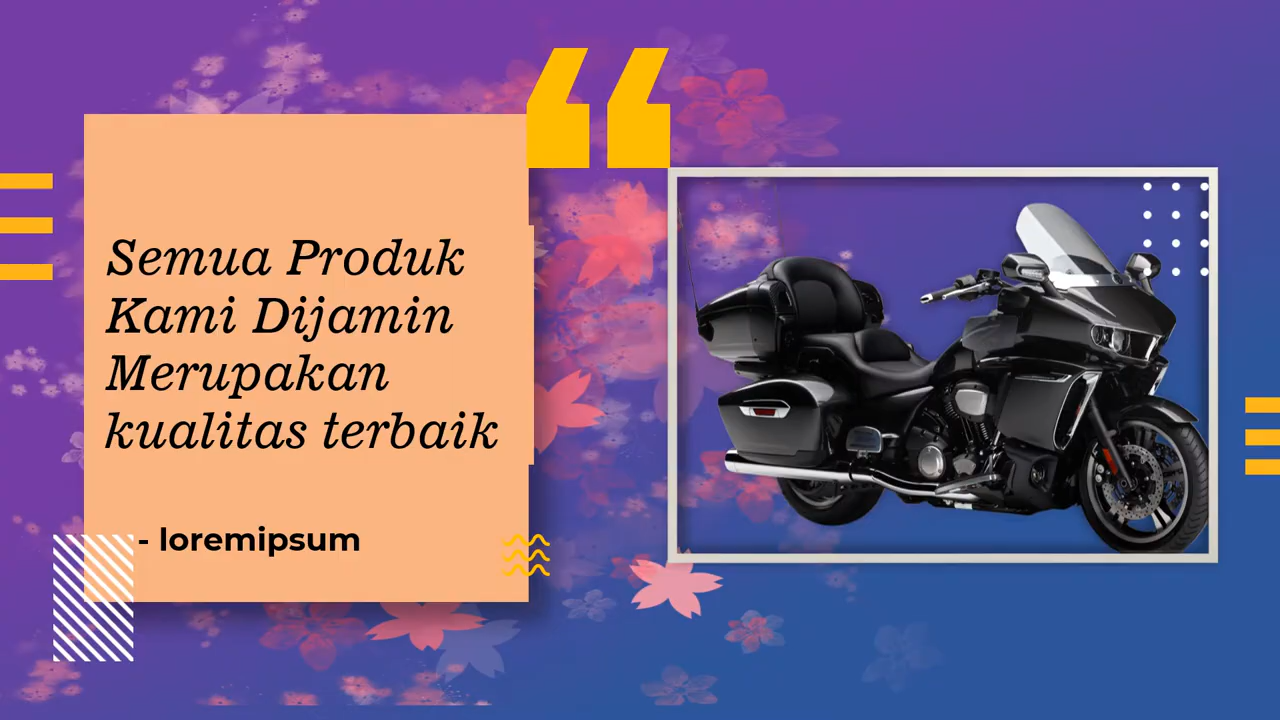 Semua Produk
Kami Dijamin
Merupakan
kualitas terbaik
- loremipsum